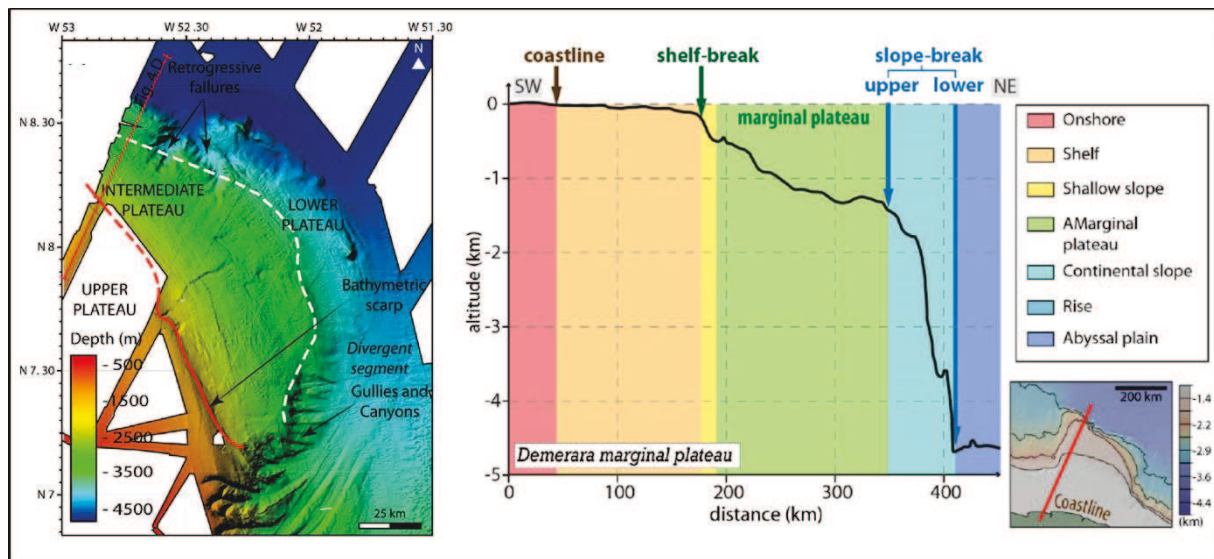 W 53
W 52.30
W 52
W 51.30
N
Fig. 4.D
Retrogressive
failures
N 8.30
INTERMEDIATE
PLATEAU
LOWER
PLATEAU
N 8
UPPER
PLATEAU
Bathymetric
scarp
Depth (m)
- 500
-1500
- 2500
- 3500
- 4500
N 7.30
Divergent
segment
Gullies and
Canyons
N 7
25 km
coastline
shelf-break
slope-break
upper
lower
SW
NE
marginal plateau
altitude (km)
0
-1
-2
-3
-4
-5
Demerara marginal plateau
0
100
200
300
400
distance (km)
Onshore
Shelf
Shallow slope
AMarginal
plateau
Continental slope
Rise
Abyssal plain
200 km
Coastline
-1.4
-2.2
-2.9
-3.6
-4.4
(km)